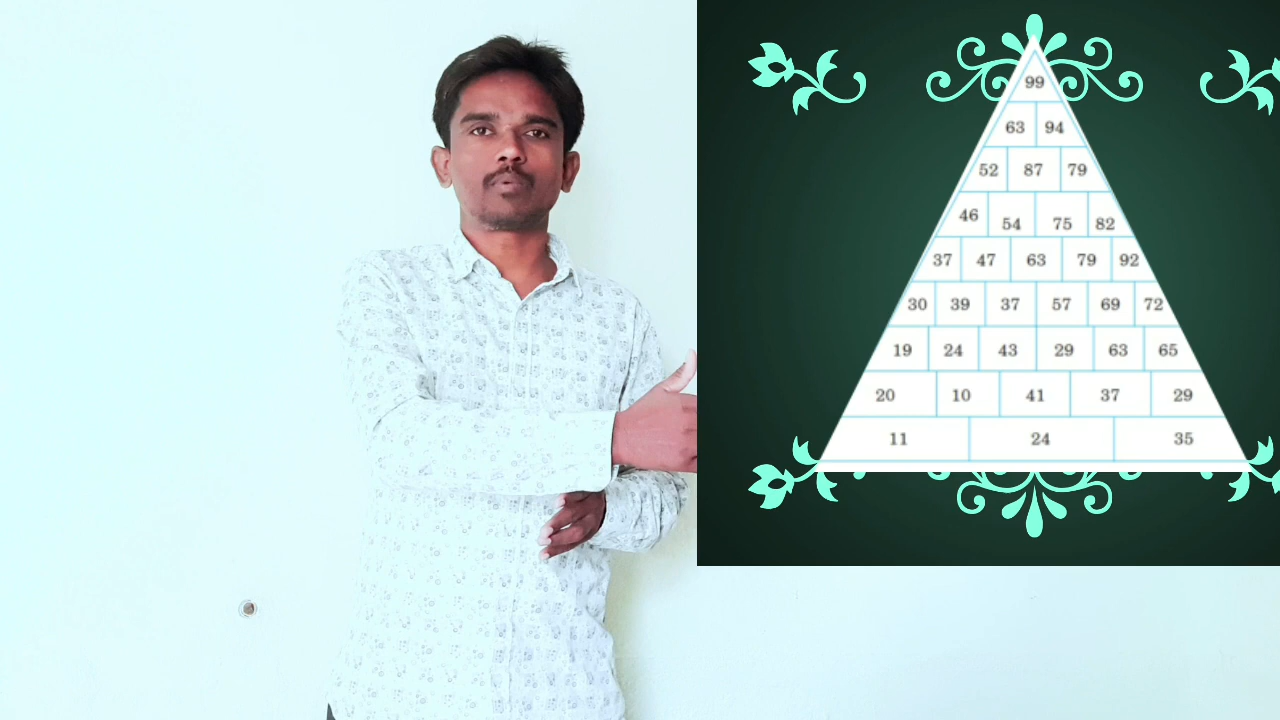 99
63 94
52 87 79
46 54 75 82
37 47 63 79 92
30 39 37 57 69 72
19 24 43 29 63 65
20 10 41 37 29
11 24 35